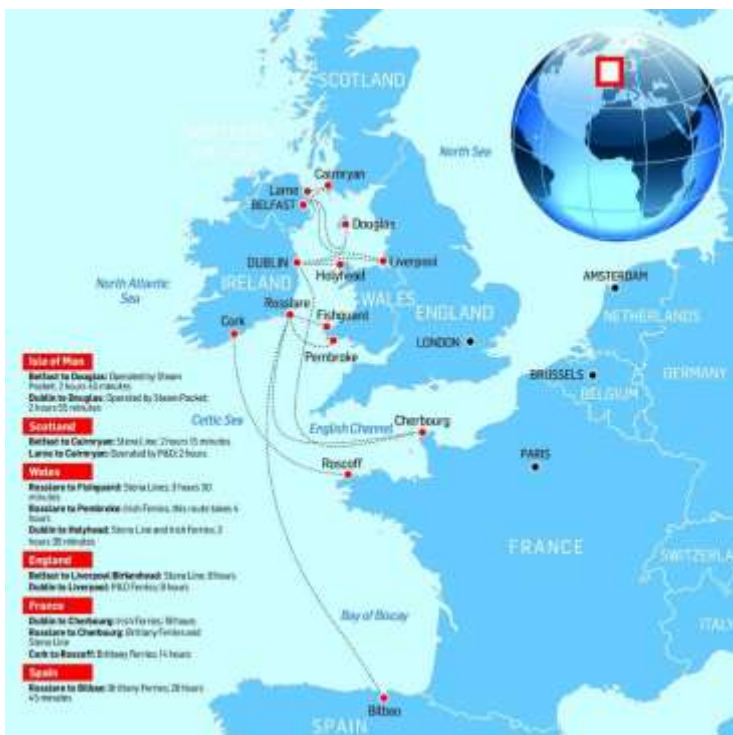 SCOTLAND
North Sea
Cairnryan
Larne
BELFAST
Douglas
DUBLIN
Liverpool
Holyhead
IRELAND
North Atlantic
Sea
WALES
ENGLAND
Rosslare
Fishguard
Cork
Pembroke
LONDON
AMSTERDAM
NETHERLANDS
BRUSSELS
BELGIUM
GERMANY
Celtic Sea
English Channel
Cherbourg
Roscoff
PARIS
FRANCE
SWITZERL
ITALY
Bay of Biscay
Bilbao
SPAIN
Isle of Man
Belfast to Douglas: Operated by Steam
Packet; 2 hours 45 minutes
Dublin to Douglas: Operated by Steam Packet;
2 hours 55 minutes
Scotland
Belfast to Cairnryan: Stena Line; 2 hours 15 minutes
Larne to Cairnryan: Operated by P&O; 2 hours
Wales
Rosslare to Fishguard: Stena Lines; 3 hours 30
minutes
Rosslare to Pembroke: Irish Ferries, this route takes 4
hours
Dublin to Holyhead: Stena Line and Irish Ferries; 3
hours
minutes
England
Belfast to Liverpool Birkenhead: Stena Line; 8 hours
Dublin to Liverpool: P&O Ferries; 8 hours
France
Dublin to Cherbourg: Irish Ferries;
hours
Rosslare to Cherbourg: Brittany Ferries and
Stena Line
Cork to Roscoff: Brittany Ferries; 14 hours
Spain
Rosslare to Bilbao: Brittany Ferries; 28 hours
45 minutes